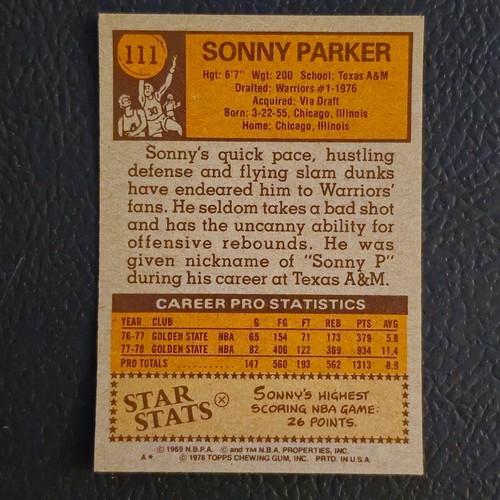 111
SONNY PARKER
Hgt: 6'7" Wgt: 200 School: Texas A&M
Drafted: Warriors #1-1976
Acquired: Via Draft
Born: 3-22-55, Chicago, Illinois
Home: Chicago, Illinois
Sonny's quick pace, hustling
defense and flying slam dunks
have endeared him to Warriors'
fans. He seldom takes a bad shot
and has the uncanny ability for
offensive rebounds. He was
given nickname of "Sonny P"
during his career at Texas A&M.
CAREER PRO STATISTICS
YEAR CLUB G FG FT REB PTS AVG
76-77 GOLDEN STATE NBA 65 154 71 173 379 5.8
77-78 GOLDEN STATE NBA 82 406 122 389 934 11.4
PRO TOTALS 147 560 193 562 1313 8.9
STAR
STATS
SONNY'S HIGHEST
SCORING NBA GAME:
26 POINTS.
© 1969 N.B.P.A. © and ™ N.B.A. PROPERTIES, INC.
A* © 1978 TOPPS CHEWING GUM, INC. PRTD. IN U.S.A.